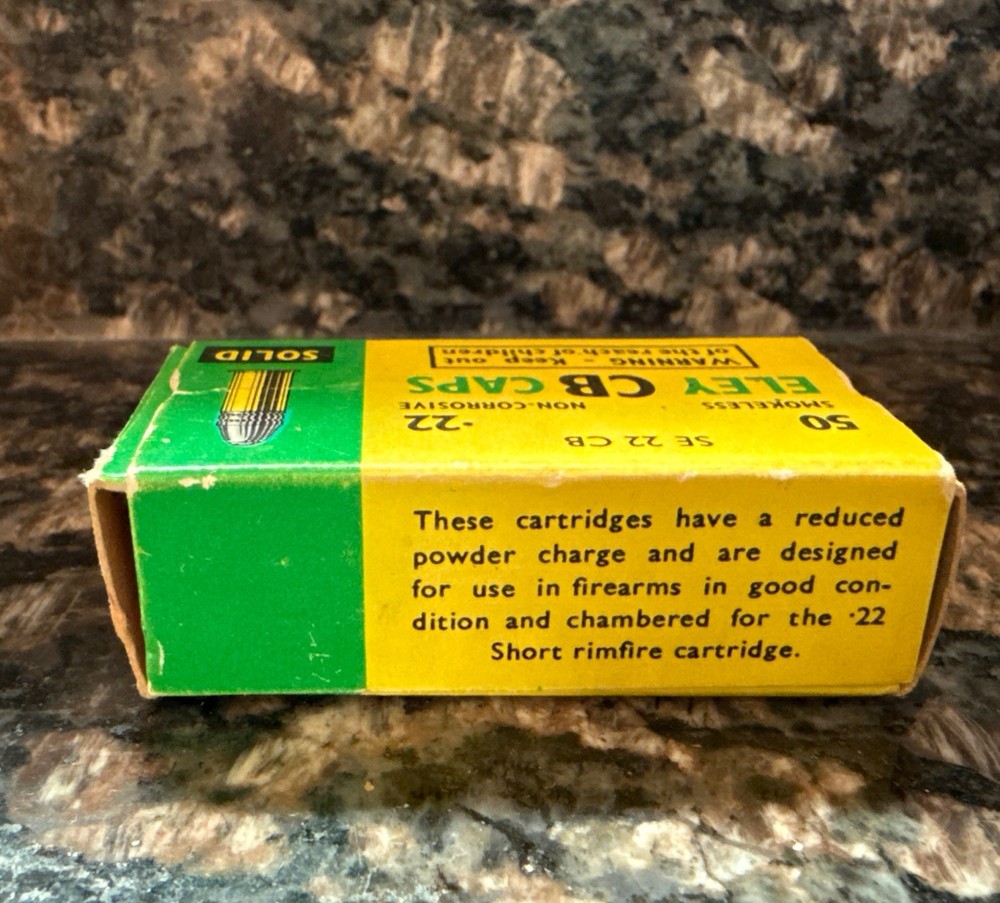 50 SE 22 CB ·22
SMOKELESS NON-CORROSIVE
ELEY CB CAPS
WARNING - Keep out
of the reach of children
SOLID
These cartridges have a reduced
powder charge and are designed
for use in firearms in good con-
dition and chambered for the ·22
Short rimfire cartridge.